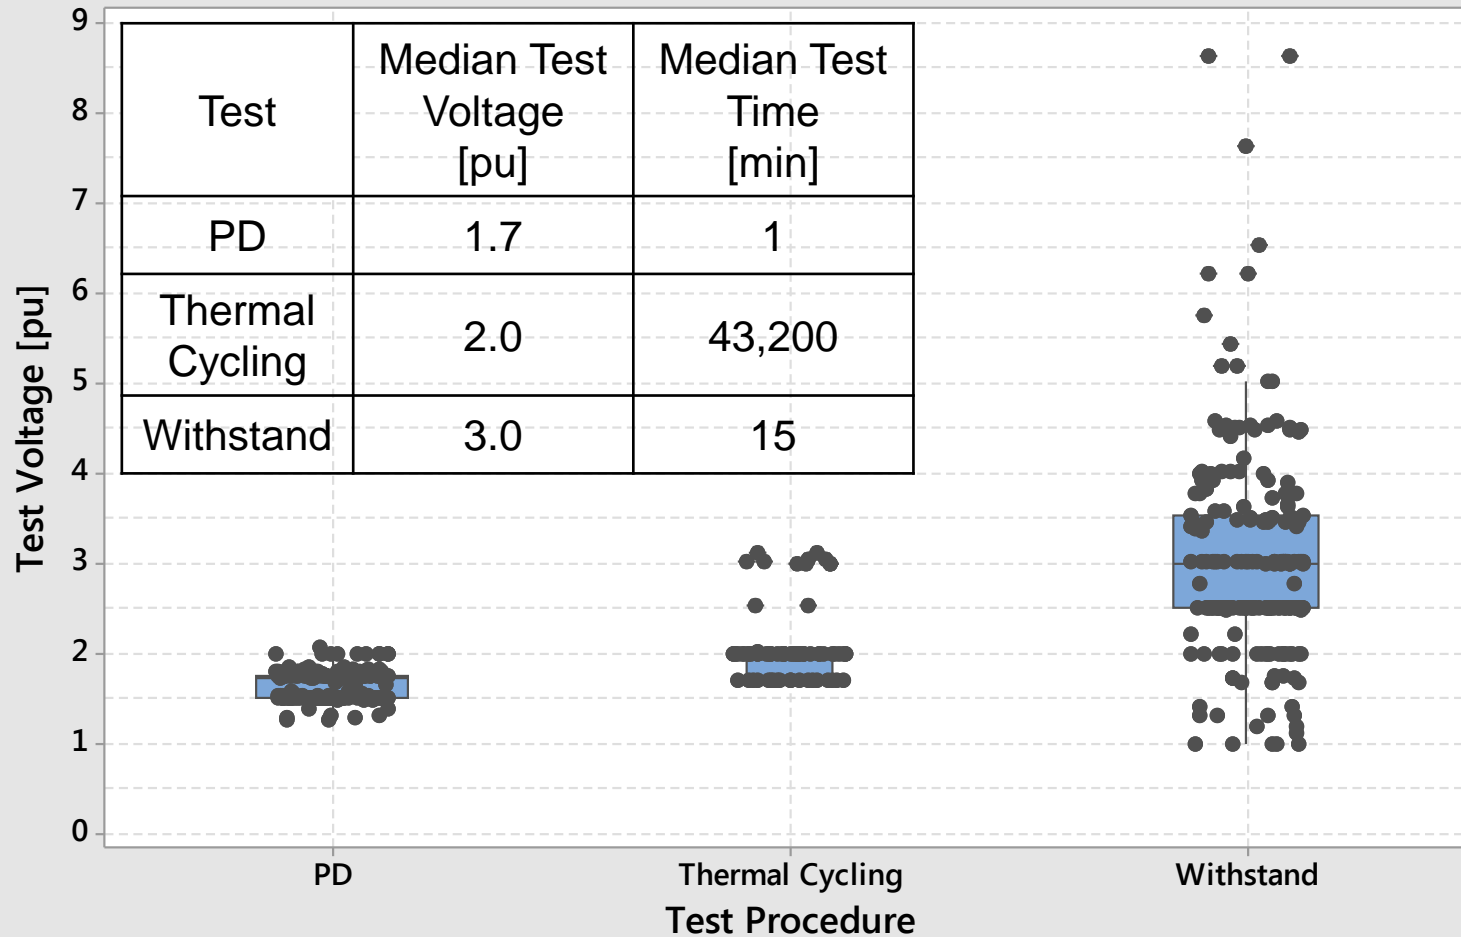 Test Voltage [pu]
9
8
7
6
5
4
3
2
1
0
Test
Median Test
Voltage
[pu]
Median Test
Time
[min]
PD
1.7
1
Thermal
Cycling
2.0
43,200
Withstand
3.0
15
PD
Thermal Cycling
Withstand
Test Procedure